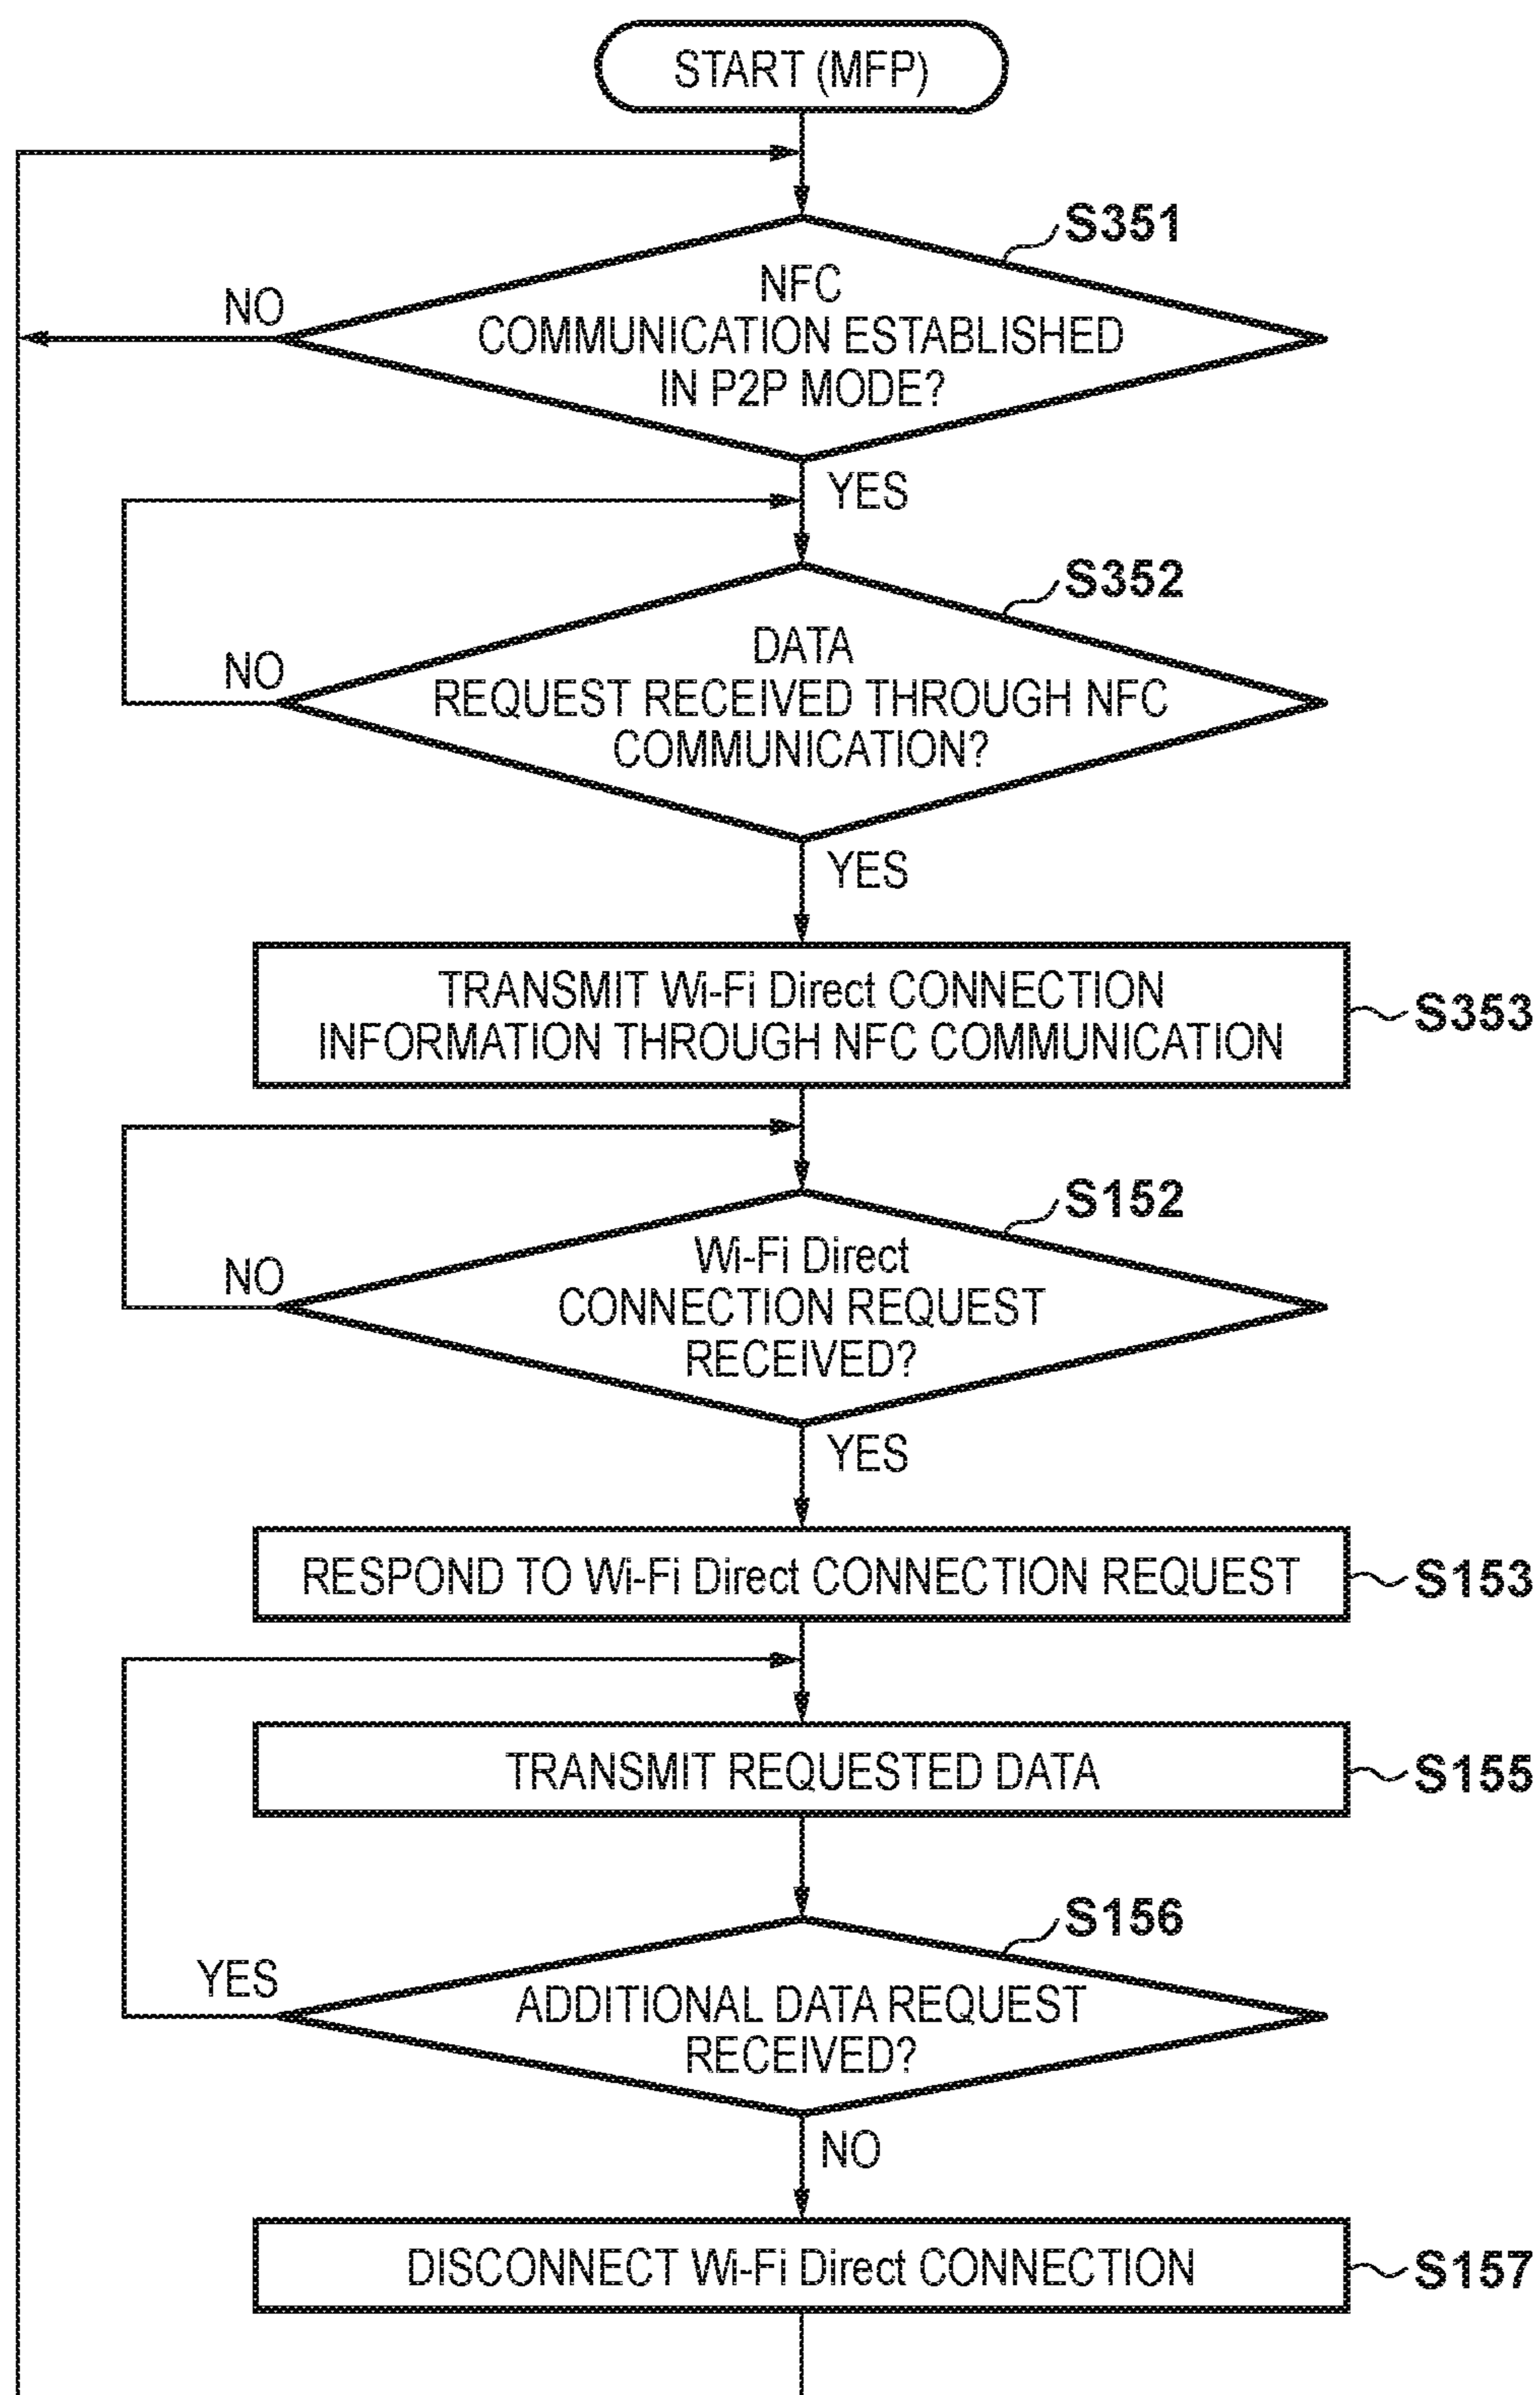 START (MFP)
S351
NO
NFC
COMMUNICATION ESTABLISHED
IN P2P MODE?
YES
S352
NO
DATA
REQUEST RECEIVED THROUGH NFC
COMMUNICATION?
YES
TRANSMIT Wi-Fi Direct CONNECTION
INFORMATION THROUGH NFC COMMUNICATION
S353
S152
NO
Wi-Fi Direct
CONNECTION REQUEST
RECEIVED?
YES
RESPOND TO Wi-Fi Direct CONNECTION REQUEST
S153
TRANSMIT REQUESTED DATA
S155
S156
YES
ADDITIONAL DATA REQUEST
RECEIVED?
NO
DISCONNECT Wi-Fi Direct CONNECTION
S157